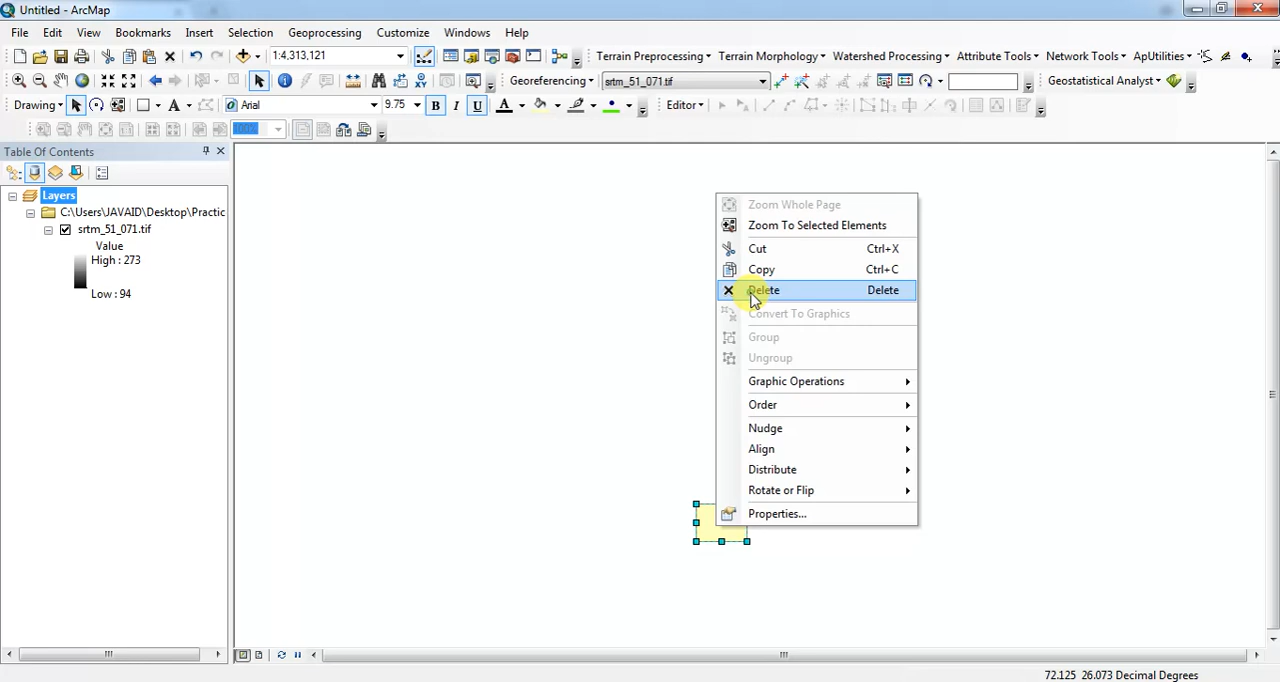 Untitled - ArcMap
File Edit View Bookmarks Insert Selection Geoprocessing Customize Windows Help
1:4,313,121 Terrain Preprocessing Terrain Morphology Watershed Processing Attribute Tools Network Tools ApUtilities
Georeferencing srtm_51_071.tif Geostatistical Analyst
Drawing A Arial 9.75 B I U A Editor
Table Of Contents
Layers
C:\Users\JAVAID\Desktop\Practic
srtm_51_071.tif
Value
High : 273
Low : 94
Zoom Whole Page
Zoom To Selected Elements
Cut Ctrl+X
Copy Ctrl+C
Delete Delete
Convert To Graphics
Group
Ungroup
Graphic Operations
Order
Nudge
Align
Distribute
Rotate or Flip
Properties...
72.125 26.073 Decimal Degrees